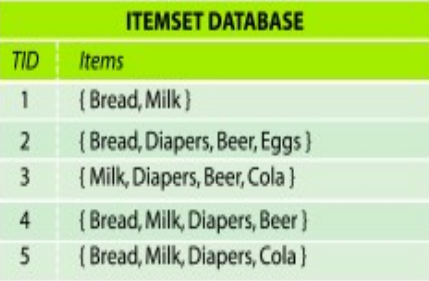 ITEMSET DATABASE
TID Items
1 { Bread, Milk }
2 { Bread, Diapers, Beer, Eggs }
3 { Milk, Diapers, Beer, Cola }
4 { Bread, Milk, Diapers, Beer }
5 { Bread, Milk, Diapers, Cola }